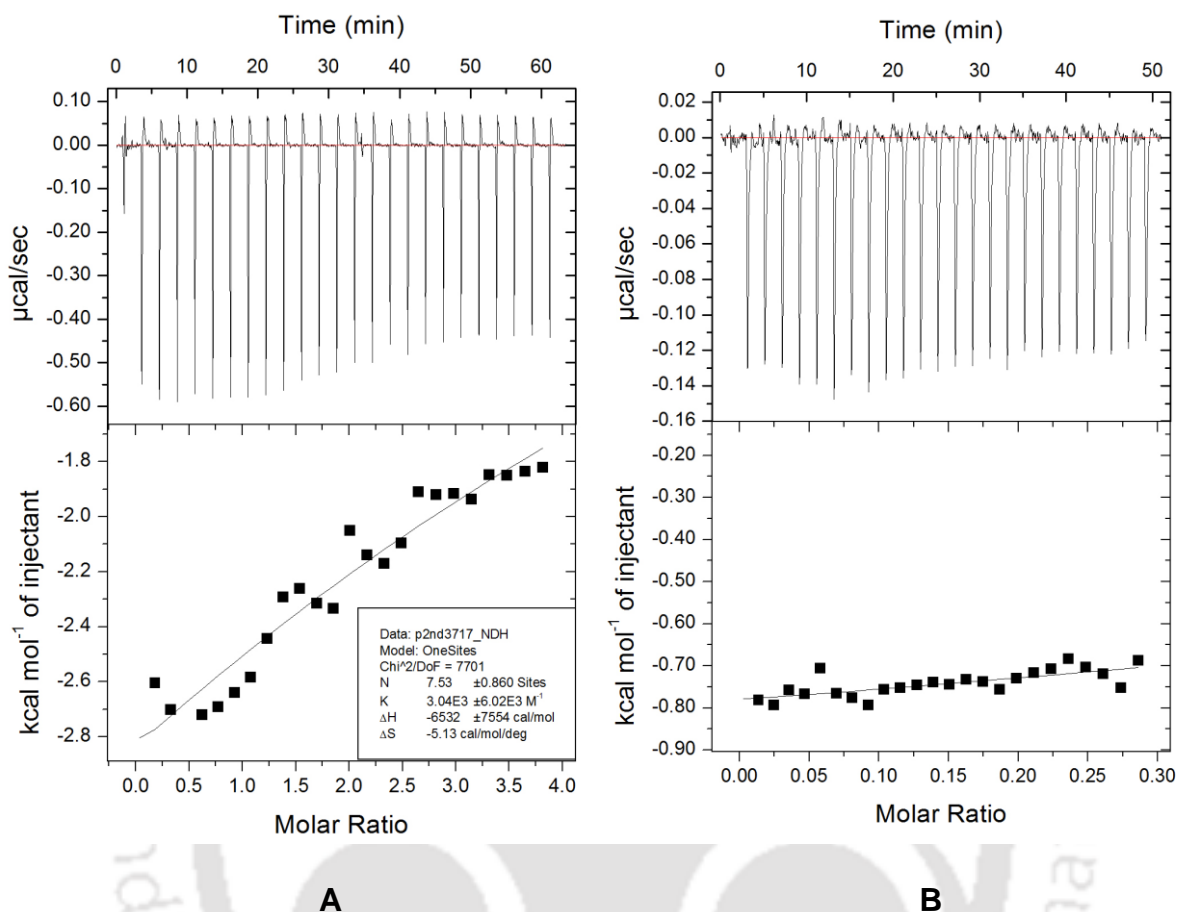 Time (min)
0 10 20 30 40 50 60
0.10
0.00
-0.10
-0.20
-0.30
-0.40
-0.50
-0.60
µcal/sec
-1.8
-2.0
-2.2
-2.4
-2.6
-2.8
kcal mol⁻¹ of injectant
Data: p2nd3717_NDH
Model: OneSites
Chi^2/DoF = 7701
N 7.53 ±0.860 Sites
K 3.04E3 ±6.02E3 M⁻¹
ΔH -6532 ±7554 cal/mol
ΔS -5.13 cal/mol/deg
0.0 0.5 1.0 1.5 2.0 2.5 3.0 3.5 4.0
Molar Ratio
A
Time (min)
0 10 20 30 40 50
0.02
0.00
-0.02
-0.04
-0.06
-0.08
-0.10
-0.12
-0.14
-0.16
µcal/sec
-0.20
-0.30
-0.40
-0.50
-0.60
-0.70
-0.80
-0.90
kcal mol⁻¹ of injectant
0.00 0.05 0.10 0.15 0.20 0.25 0.30
Molar Ratio
B